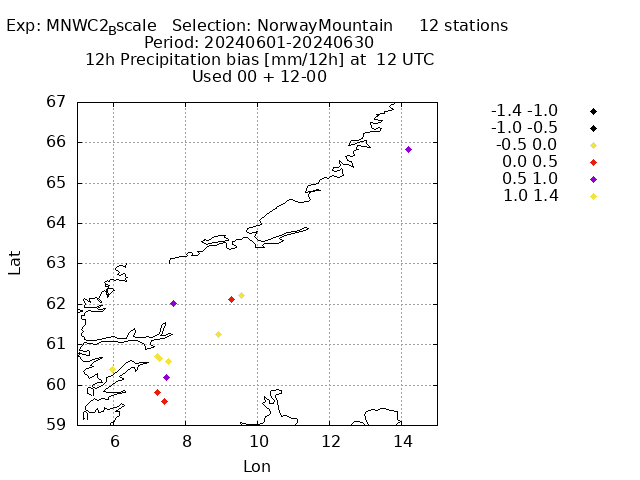 Exp: MNWC2Bscale   Selection: NorwayMountain     12 stations
Period: 20240601-20240630
12h Precipitation bias [mm/12h] at  12 UTC
Used 00 + 12-00
67
66
65
64
63
62
61
60
59
Lat
6 8 10 12 14
Lon
-1.4 -1.0
-1.0 -0.5
-0.5 0.0
0.0 0.5
0.5 1.0
1.0 1.4